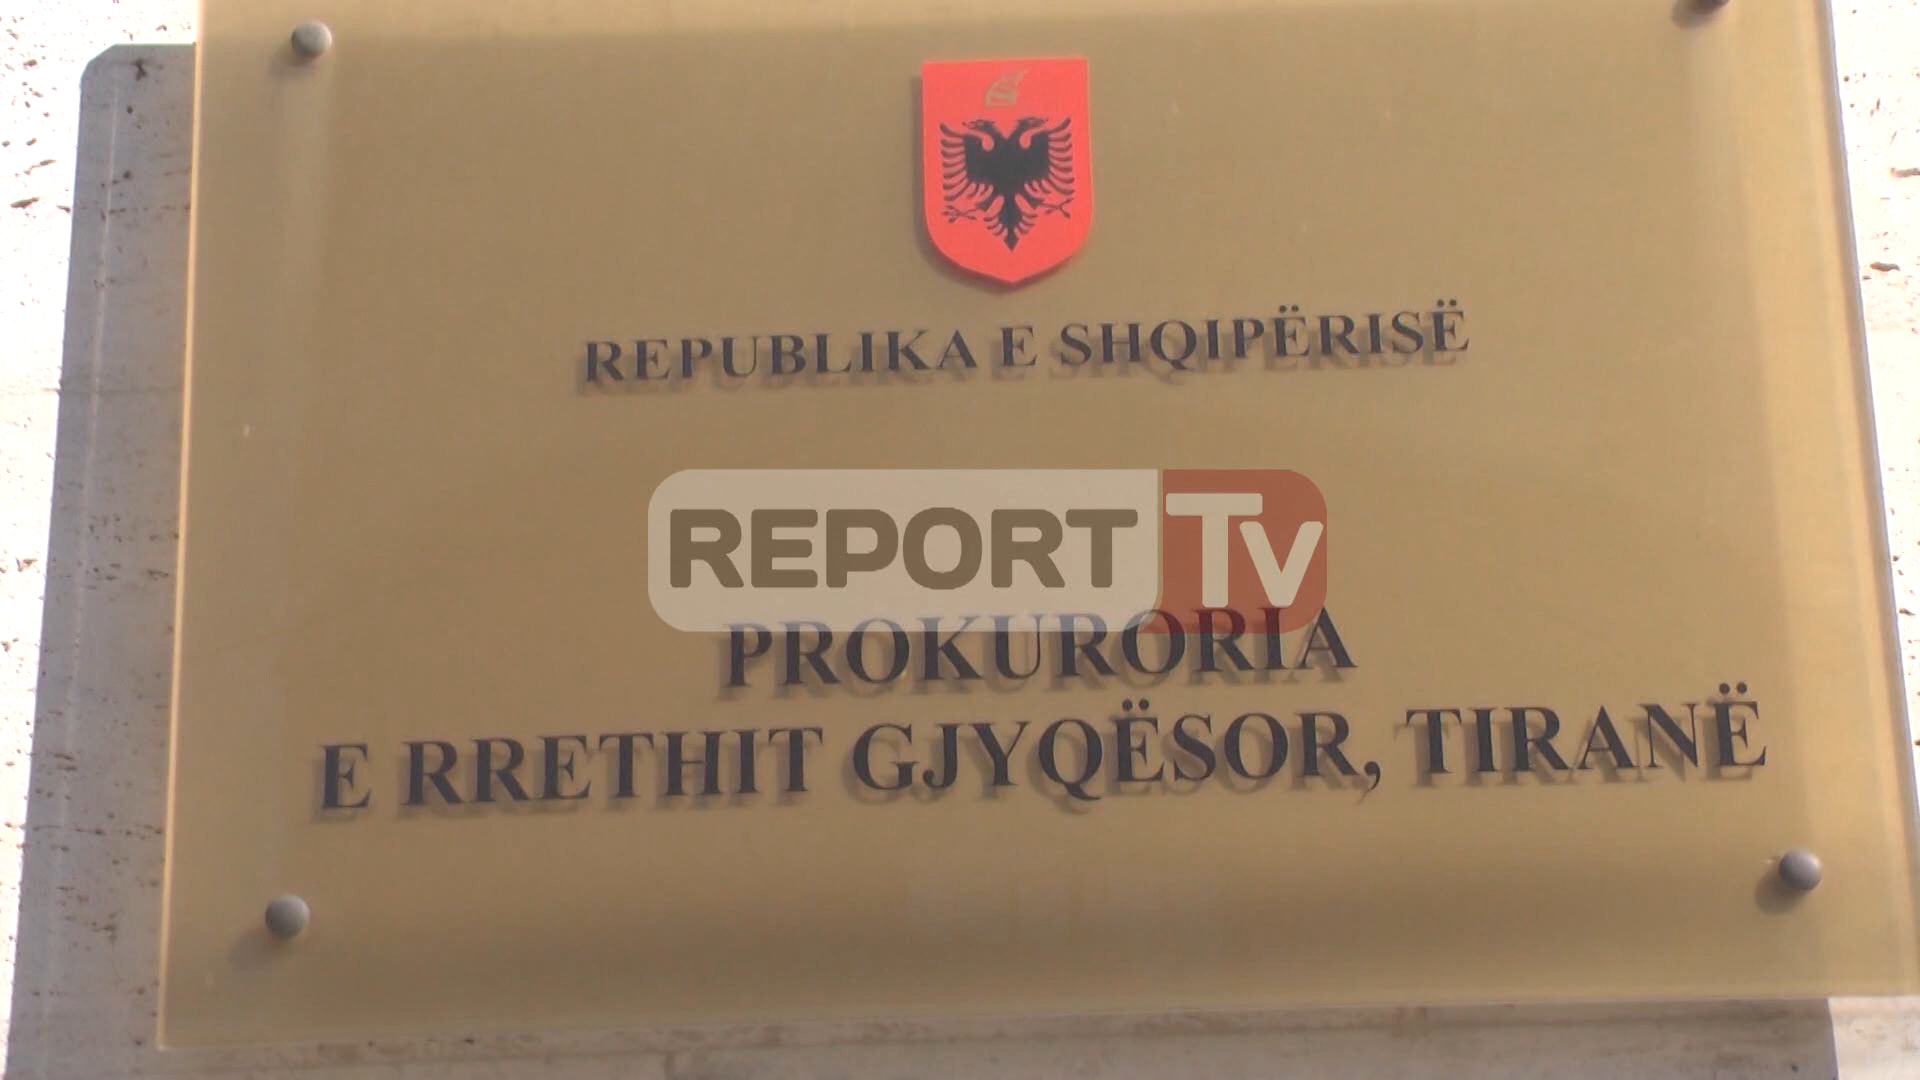 REPUBLIKA E SHQIPËRISË
REPORT TV
PROKURORIA
E RRETHIT GJYQËSOR, TIRANË